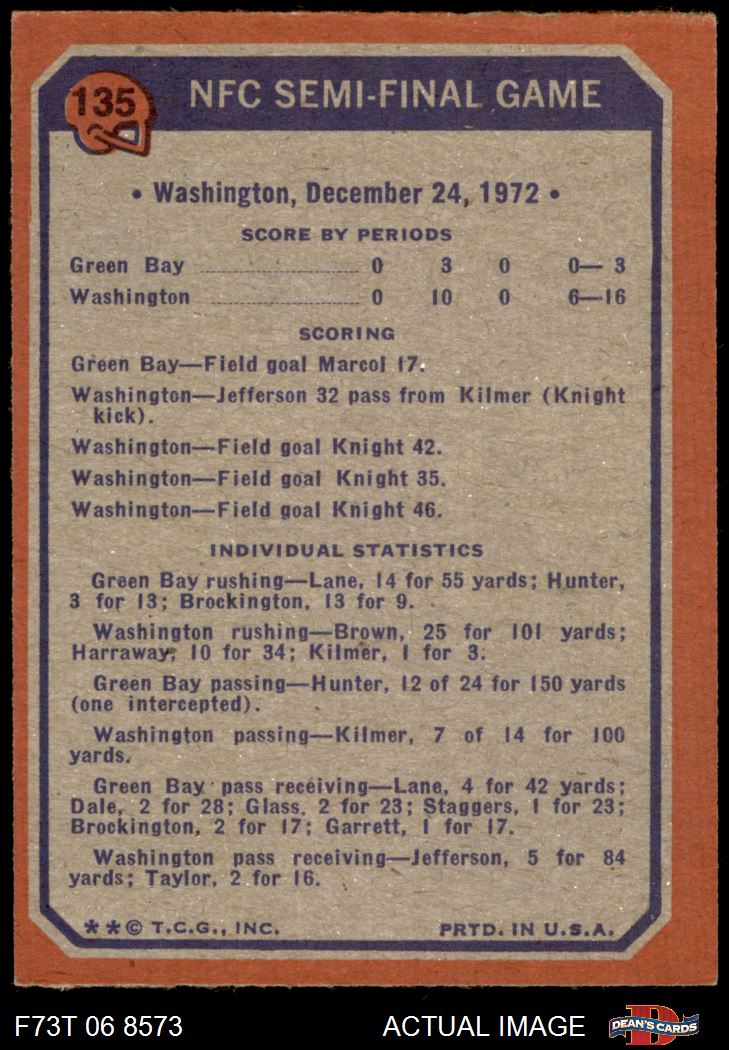 135
NFC SEMI-FINAL GAME
• Washington, December 24, 1972 •
SCORE BY PERIODS
Green Bay .......................... 0 3 0 0— 3
Washington ......................... 0 10 0 6—16
SCORING
Green Bay—Field goal Marcol 17.
Washington—Jefferson 32 pass from Kilmer (Knight
kick).
Washington—Field goal Knight 42.
Washington—Field goal Knight 35.
Washington—Field goal Knight 46.
INDIVIDUAL STATISTICS
Green Bay rushing—Lane, 14 for 55 yards; Hunter,
3 for 13; Brockington, 13 for 9.
Washington rushing—Brown, 25 for 101 yards;
Harraway, 10 for 34; Kilmer, 1 for 3.
Green Bay passing—Hunter, 12 of 24 for 150 yards
(one intercepted).
Washington passing—Kilmer, 7 of 14 for 100
yards.
Green Bay pass receiving—Lane, 4 for 42 yards;
Dale, 2 for 28; Glass, 2 for 23; Staggers, 1 for 23;
Brockington, 2 for 17; Garrett, 1 for 17.
Washington pass receiving—Jefferson, 5 for 84
yards; Taylor, 2 for 16.
**© T.C.G., INC. PRTD. IN U.S.A.
F73T 06 8573 ACTUAL IMAGE D DEAN'S CARDS